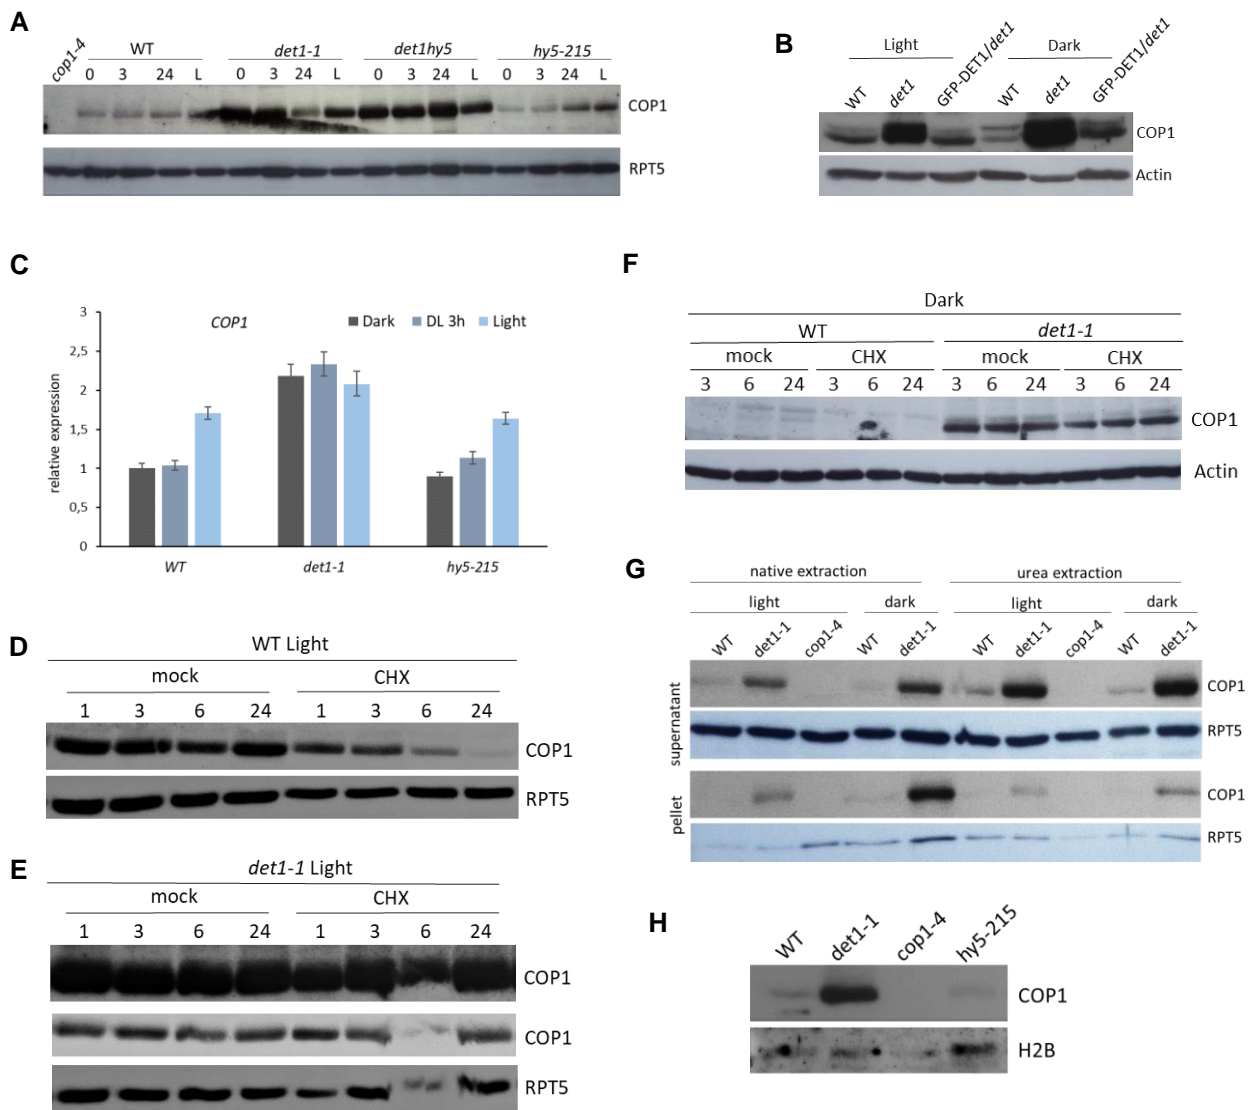 A
cop1-4 WT det1-1 det1hy5 hy5-215
0 3 24 L 0 3 24 L 0 3 24 L 0 3 24 L
COP1
RPT5
B
Light Dark
WT det1 GFP-DET1/det1 WT det1 GFP-DET1/det1
COP1
Actin
C
COP1 Dark DL 3h Light
relative expression
3
2,5
2
1,5
1
0,5
0
WT det1-1 hy5-215
F
Dark
WT det1-1
mock CHX mock CHX
3 6 24 3 6 24 3 6 24 3 6 24
COP1
Actin
D
WT Light
mock CHX
1 3 6 24 1 3 6 24
COP1
RPT5
E
det1-1 Light
mock CHX
1 3 6 24 1 3 6 24
COP1
COP1
RPT5
G
native extraction urea extraction
light dark light dark
WT det1-1 cop1-4 WT det1-1 WT det1-1 cop1-4 WT det1-1
supernatant
COP1
RPT5
pellet
COP1
RPT5
H
WT det1-1 cop1-4 hy5-215
COP1
H2B